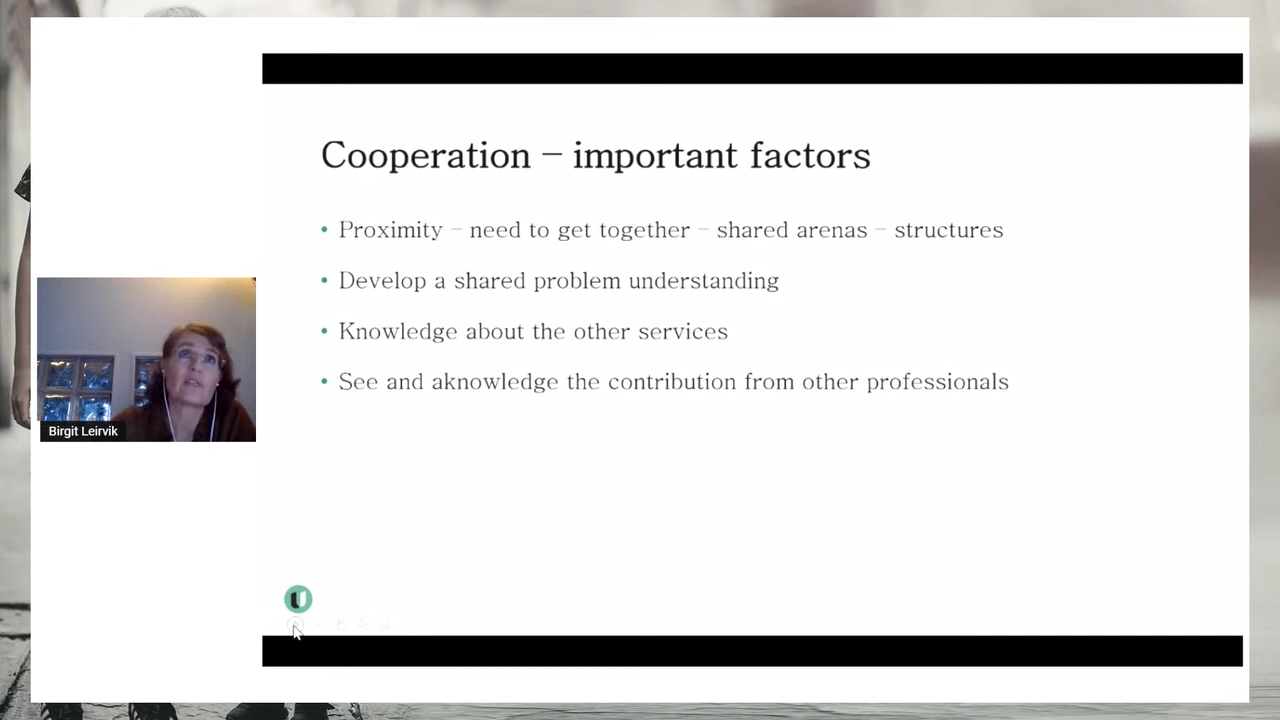 Cooperation – important factors
• Proximity – need to get together – shared arenas – structures
• Develop a shared problem understanding
• Knowledge about the other services
• See and aknowledge the contribution from other professionals
Birgit Leirvik